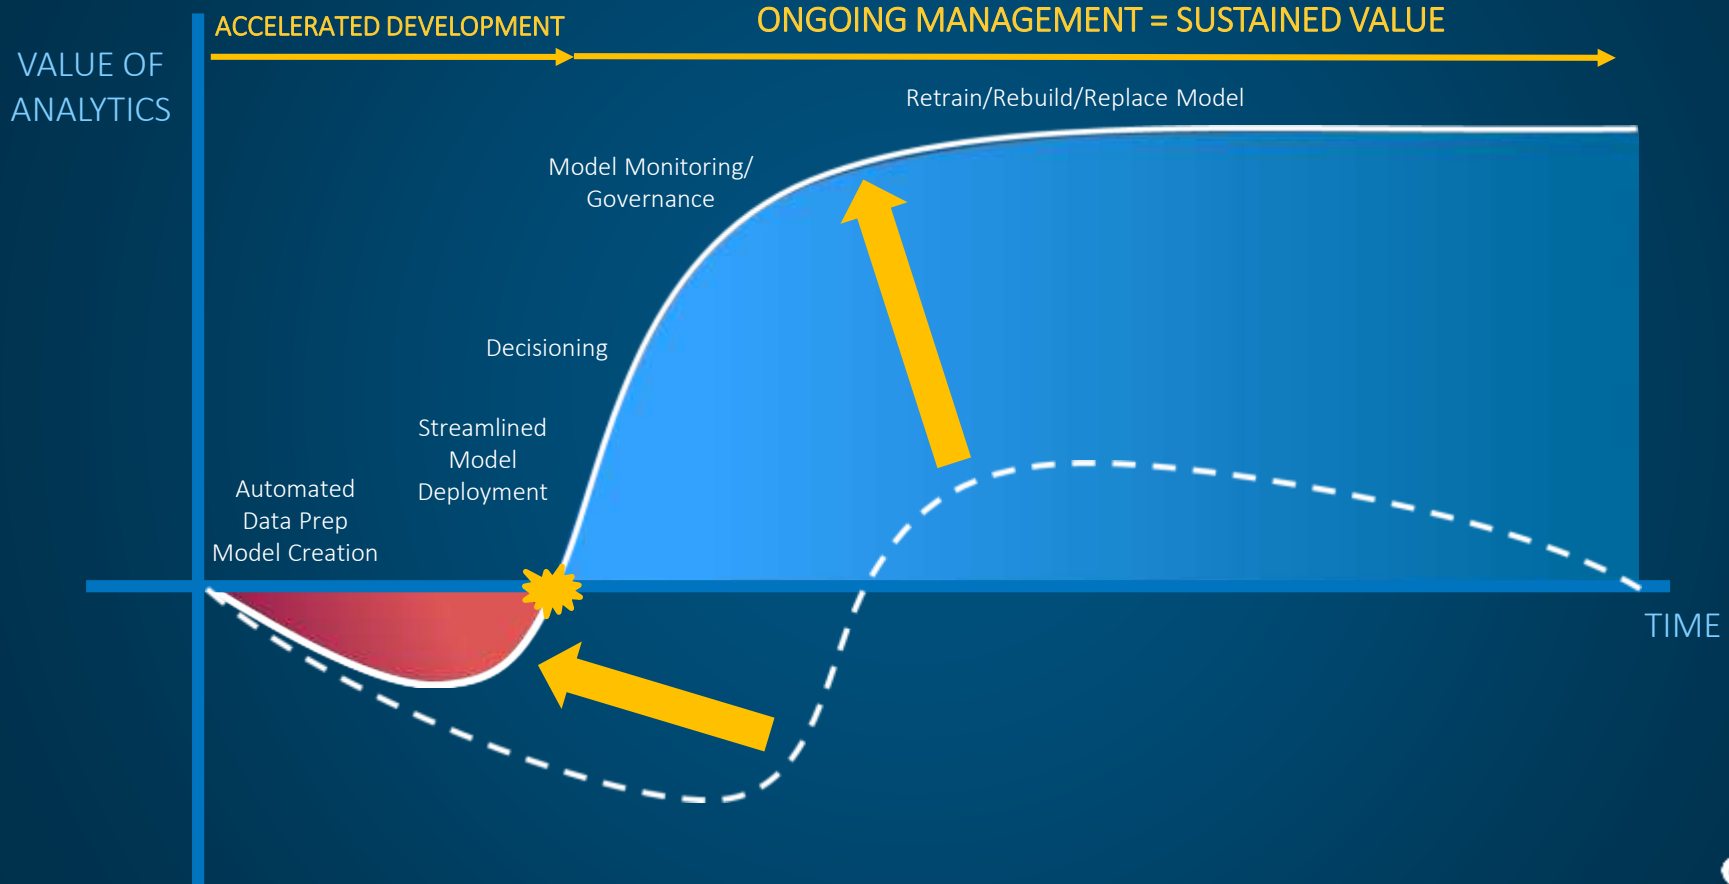 ACCELERATED DEVELOPMENT
ONGOING MANAGEMENT = SUSTAINED VALUE
VALUE OF
ANALYTICS
Retrain/Rebuild/Replace Model
Model Monitoring/
Governance
Decisioning
Streamlined
Model
Deployment
Automated
Data Prep
Model Creation
TIME